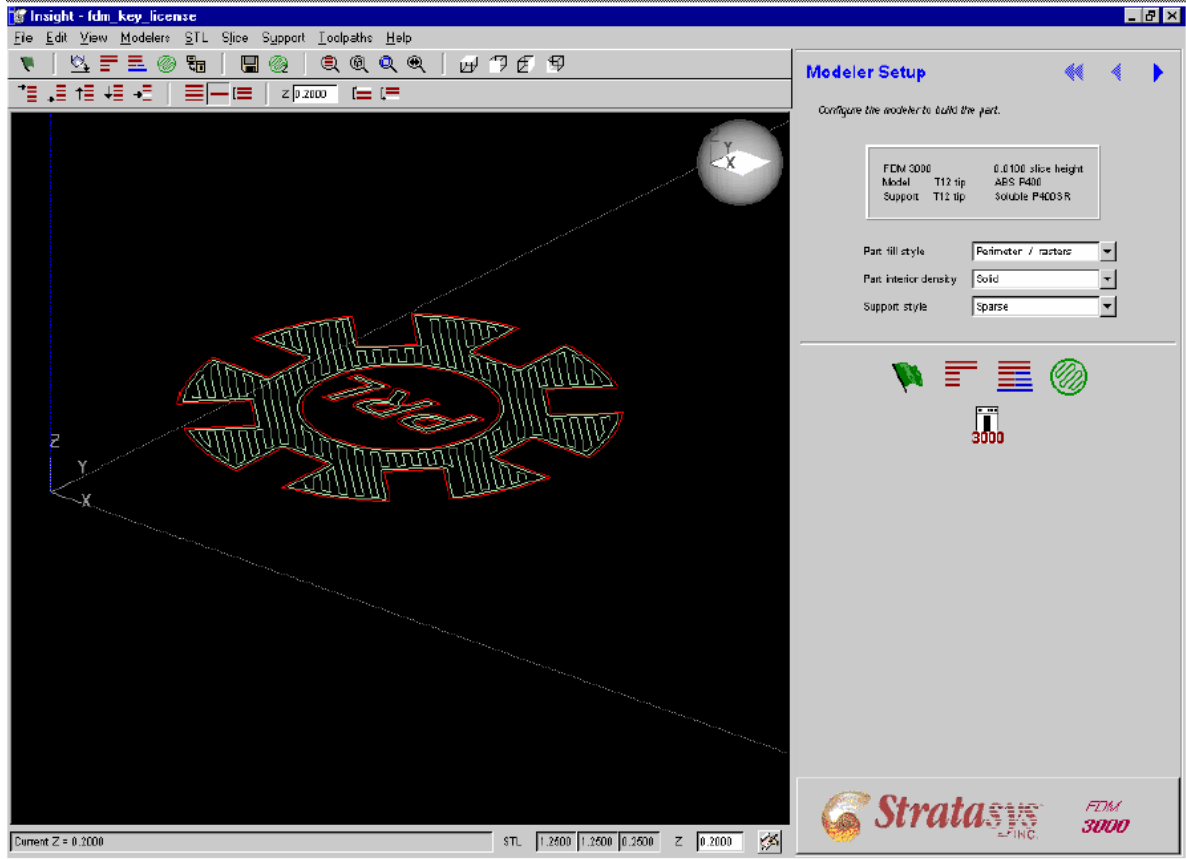 Insight - fdm_key_license
File Edit View Modelers STL Slice Support Toolpaths Help
Z 0.2000
Modeler Setup
Configure the modeler to build the part.
FDM 3000 0.0100 slice height
Model T12 tip ABS P400
Support T12 tip Soluble P400SR
Part fill style Perimeter / rasters
Part interior density Solid
Support style Sparse
3000
Y
X
PRL
Z
Y
X
Stratasys INC.
FDM
3000
Current Z = 0.2000 STL 1.2500 1.2500 0.2500 Z 0.2000